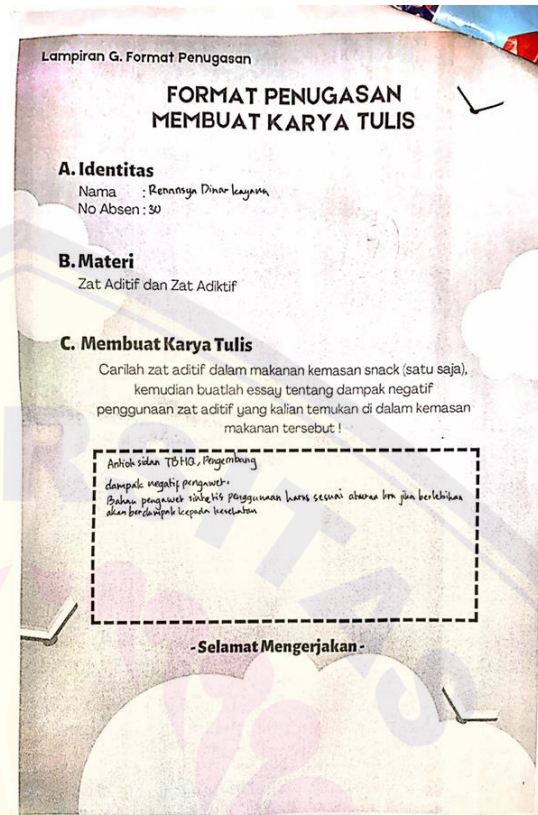 Lampiran G. Format Penugasan
FORMAT PENUGASAN
MEMBUAT KARYA TULIS
A. Identitas
Nama : Renansya Dinar
No Absen : 30
B. Materi
Zat Aditif dan Zat Adiktif
C. Membuat Karya Tulis
Carilah zat aditif dalam makanan kemasan snack (satu saja),
kemudian buatlah essay tentang dampak negatif
penggunaan zat aditif yang kalian temukan di dalam kemasan
makanan tersebut !
Antioksidan TBHQ, Pengembang
dampak negatif pengawet.
Bahan pengawet sintetis penggunaan harus sesuai aturan jika berlebihan
akan berdampak kepada kesehatan
- Selamat Mengerjakan -
RSITAS